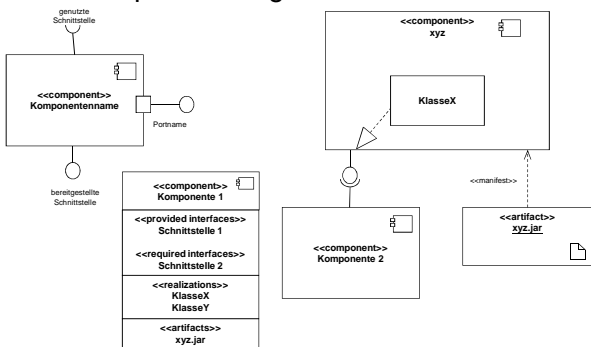 genutzte
Schnittstelle
<<component>>
Komponentenname
Portname
bereitgestellte
Schnittstelle
<<component>>
Komponente 1
<<provided interfaces>>
Schnittstelle 1
<<required interfaces>>
Schnittstelle 2
<<realizations>>
KlasseX
KlasseY
<<artifacts>>
xyz.jar
<<component>>
xyz
KlasseX
<<component>>
Komponente 2
<<manifest>>
<<artifact>>
xyz.jar